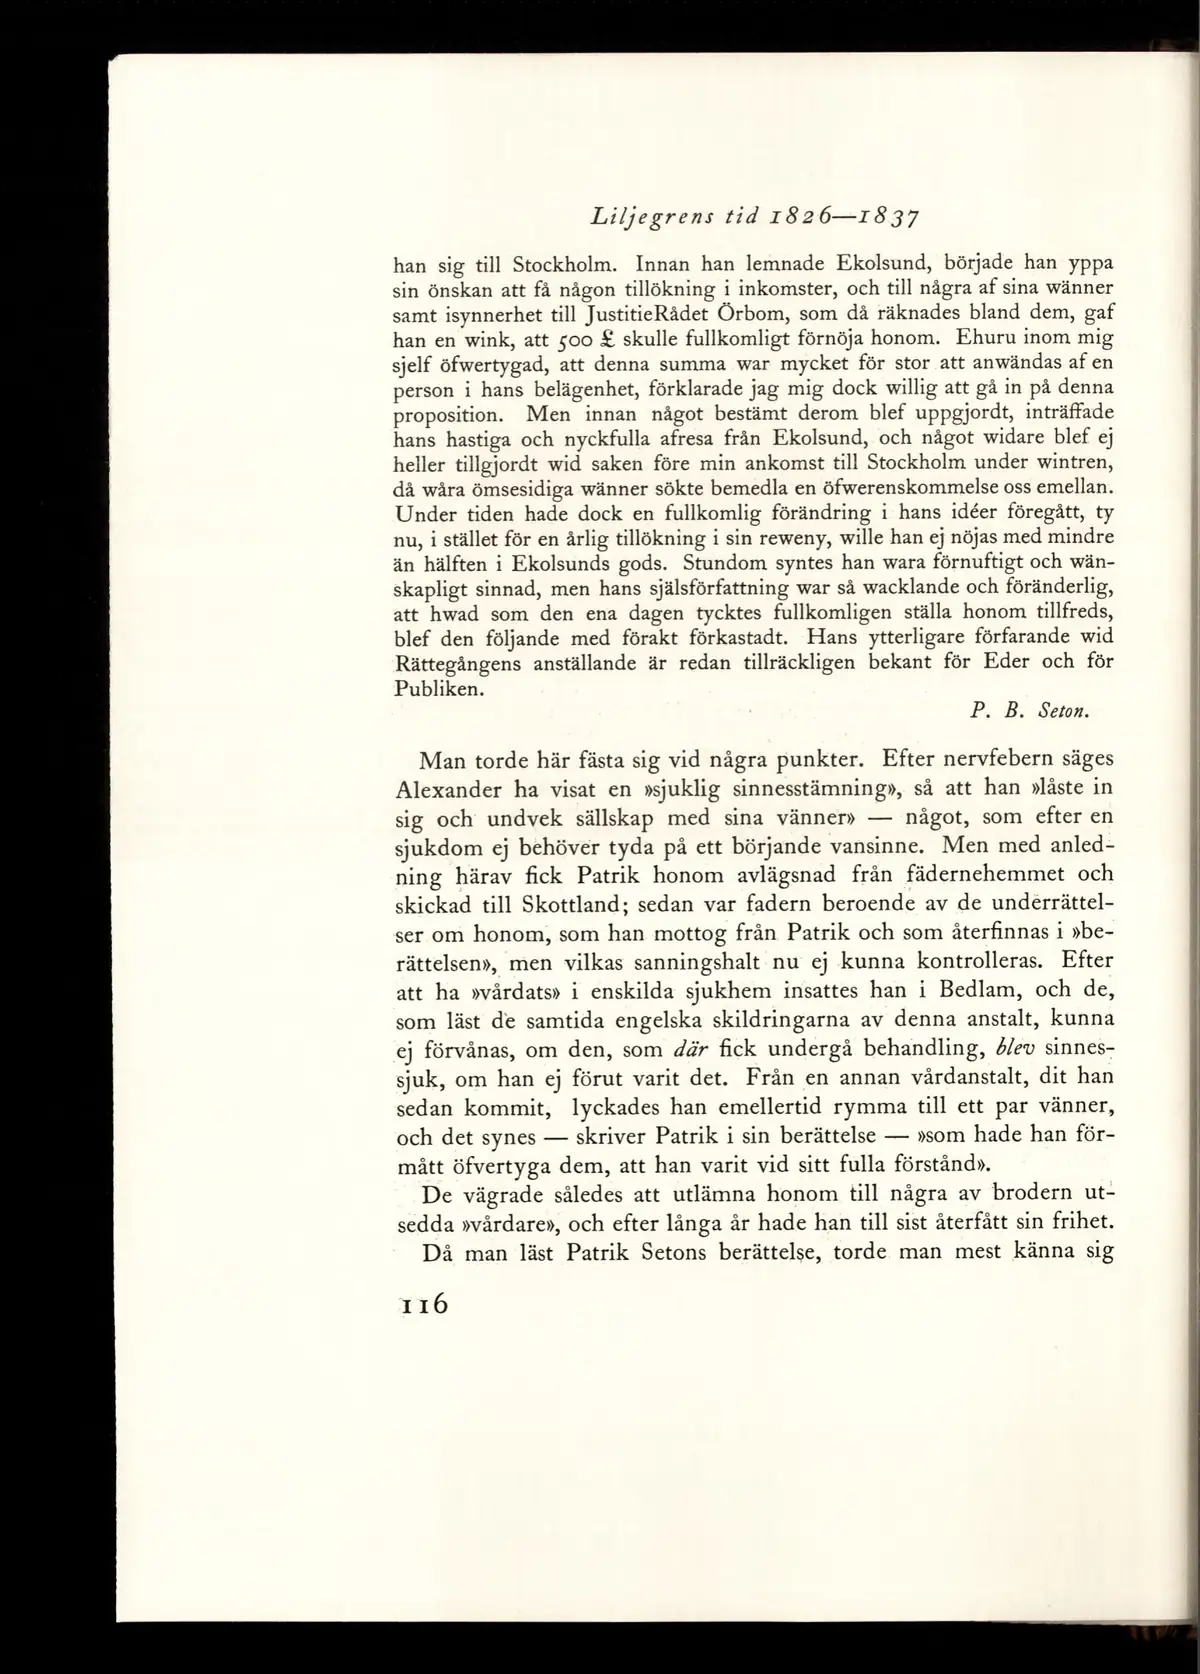 Liljegrens tid 1826—1837
han sig till Stockholm. Innan han lemnade Ekolsund, började han yppa
sin önskan att få någon tillökning i inkomster, och till några af sina wänner
samt isynnerhet till JustitieRådet Örbom, som då räknades bland dem, gaf
han en wink, att 500 £ skulle fullkomligt förnöja honom. Ehuru inom mig
sjelf öfwertygad, att denna summa war mycket för stor att anwändas af en
person i hans belägenhet, förklarade jag mig dock willig att gå in på denna
proposition. Men innan något bestämt derom blef uppgjordt, inträffade
hans hastiga och nyckfulla afresa från Ekolsund, och något widare blef ej
heller tillgjordt wid saken före min ankomst till Stockholm under wintren,
då wåra ömsesidiga wänner sökte bemedla en öfwerenskommelse oss emellan.
Under tiden hade dock en fullkomlig förändring i hans idéer föregått, ty
nu, i stället för en årlig tillökning i sin reweny, wille han ej nöjas med mindre
än hälften i Ekolsunds gods. Stundom syntes han wara förnuftigt och wän-
skapligt sinnad, men hans själsförfattning war så wacklande och föränderlig,
att hwad som den ena dagen tycktes fullkomligen ställa honom tillfreds,
blef den följande med förakt förkastadt. Hans ytterligare förfarande wid
Rättegångens anställande är redan tillräckligen bekant för Eder och för
Publiken.
P. B. Seton.
Man torde här fästa sig vid några punkter. Efter nervfebern säges
Alexander ha visat en »sjuklig sinnesstämning», så att han »låste in
sig och undvek sällskap med sina vänner» — något, som efter en
sjukdom ej behöver tyda på ett börjande vansinne. Men med anled-
ning härav fick Patrik honom avlägsnad från fädernehemmet och
skickad till Skottland; sedan var fadern beroende av de underrättel-
ser om honom, som han mottog från Patrik och som återfinnas i »be-
rättelsen», men vilkas sanningshalt nu ej kunna kontrolleras. Efter
att ha »vårdats» i enskilda sjukhem insattes han i Bedlam, och de,
som läst de samtida engelska skildringarna av denna anstalt, kunna
ej förvånas, om den, som där fick undergå behandling, blev sinnes-
sjuk, om han ej förut varit det. Från en annan vårdanstalt, dit han
sedan kommit, lyckades han emellertid rymma till ett par vänner,
och det synes — skriver Patrik i sin berättelse — »som hade han för-
mått öfvertyga dem, att han varit vid sitt fulla förstånd».
De vägrade således att utlämna honom till några av brodern ut-
sedda »vårdare», och efter långa år hade han till sist återfått sin frihet.
Då man läst Patrik Setons berättelse, torde man mest känna sig
116